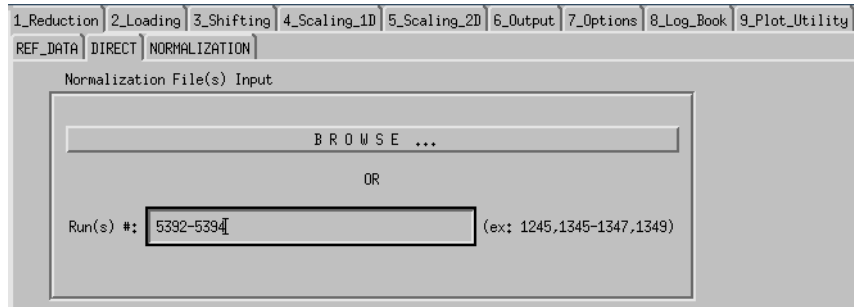 1_Reduction 2_Loading 3_Shifting 4_Scaling_1D 5_Scaling_2D 6_Output 7_Options 8_Log_Book 9_Plot_Utility
REF_DATA DIRECT NORMALIZATION
Normalization File(s) Input
B R O W S E ...
OR
Run(s) #: 5392-5394 (ex: 1245,1345-1347,1349)